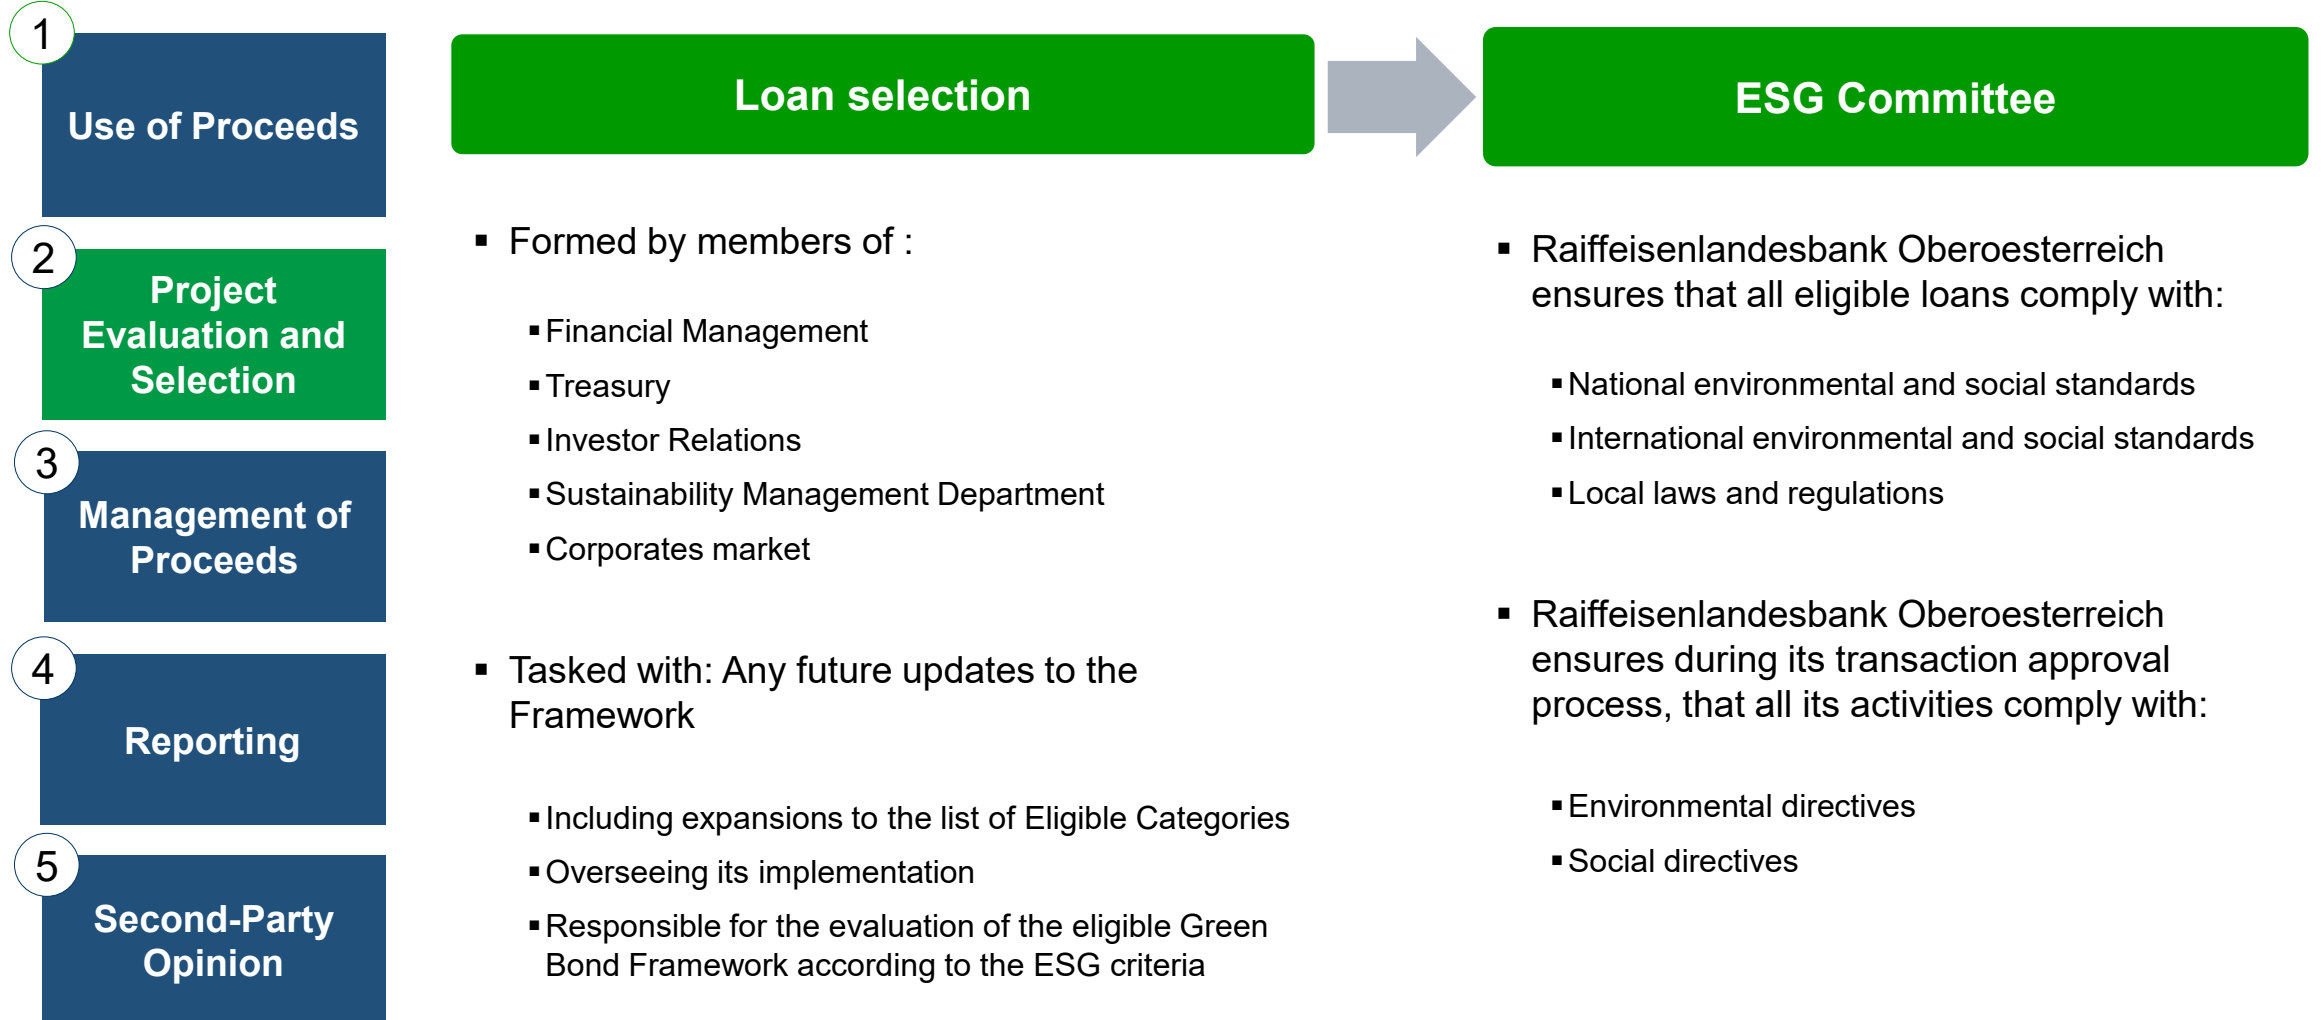 1
Use of Proceeds
2
Project
Evaluation and
Selection
3
Management of
Proceeds
4
Reporting
5
Second-Party
Opinion
Loan selection
▪ Formed by members of :
▪ Financial Management
▪ Treasury
▪ Investor Relations
▪ Sustainability Management Department
▪ Corporates market
▪ Tasked with: Any future updates to the
Framework
▪ Including expansions to the list of Eligible Categories
▪ Overseeing its implementation
▪ Responsible for the evaluation of the eligible Green
Bond Framework according to the ESG criteria
ESG Committee
▪ Raiffeisenlandesbank Oberoesterreich
ensures that all eligible loans comply with:
▪ National environmental and social standards
▪ International environmental and social standards
▪ Local laws and regulations
▪ Raiffeisenlandesbank Oberoesterreich
ensures during its transaction approval
process, that all its activities comply with:
▪ Environmental directives
▪ Social directives